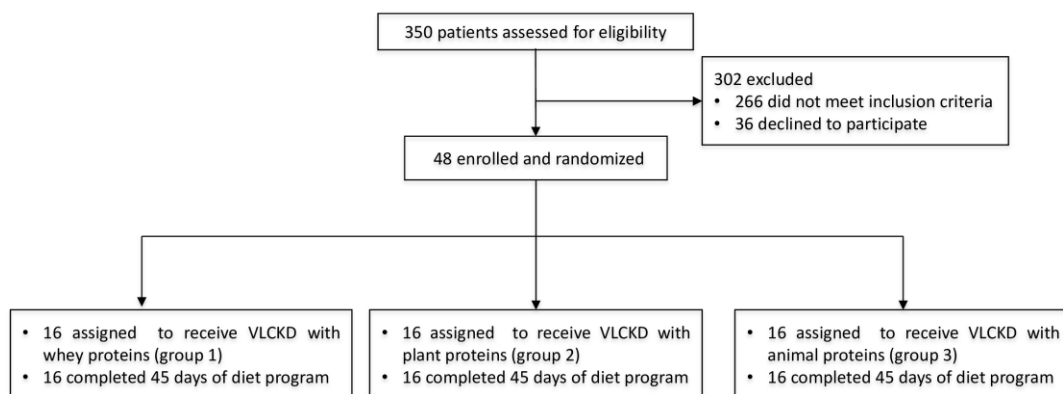 350 patients assessed for eligibility
302 excluded
• 266 did not meet inclusion criteria
• 36 declined to participate
48 enrolled and randomized
• 16 assigned to receive VLCKD with
whey proteins (group 1)
• 16 completed 45 days of diet program
• 16 assigned to receive VLCKD with
plant proteins (group 2)
• 16 completed 45 days of diet program
• 16 assigned to receive VLCKD with
animal proteins (group 3)
• 16 completed 45 days of diet program